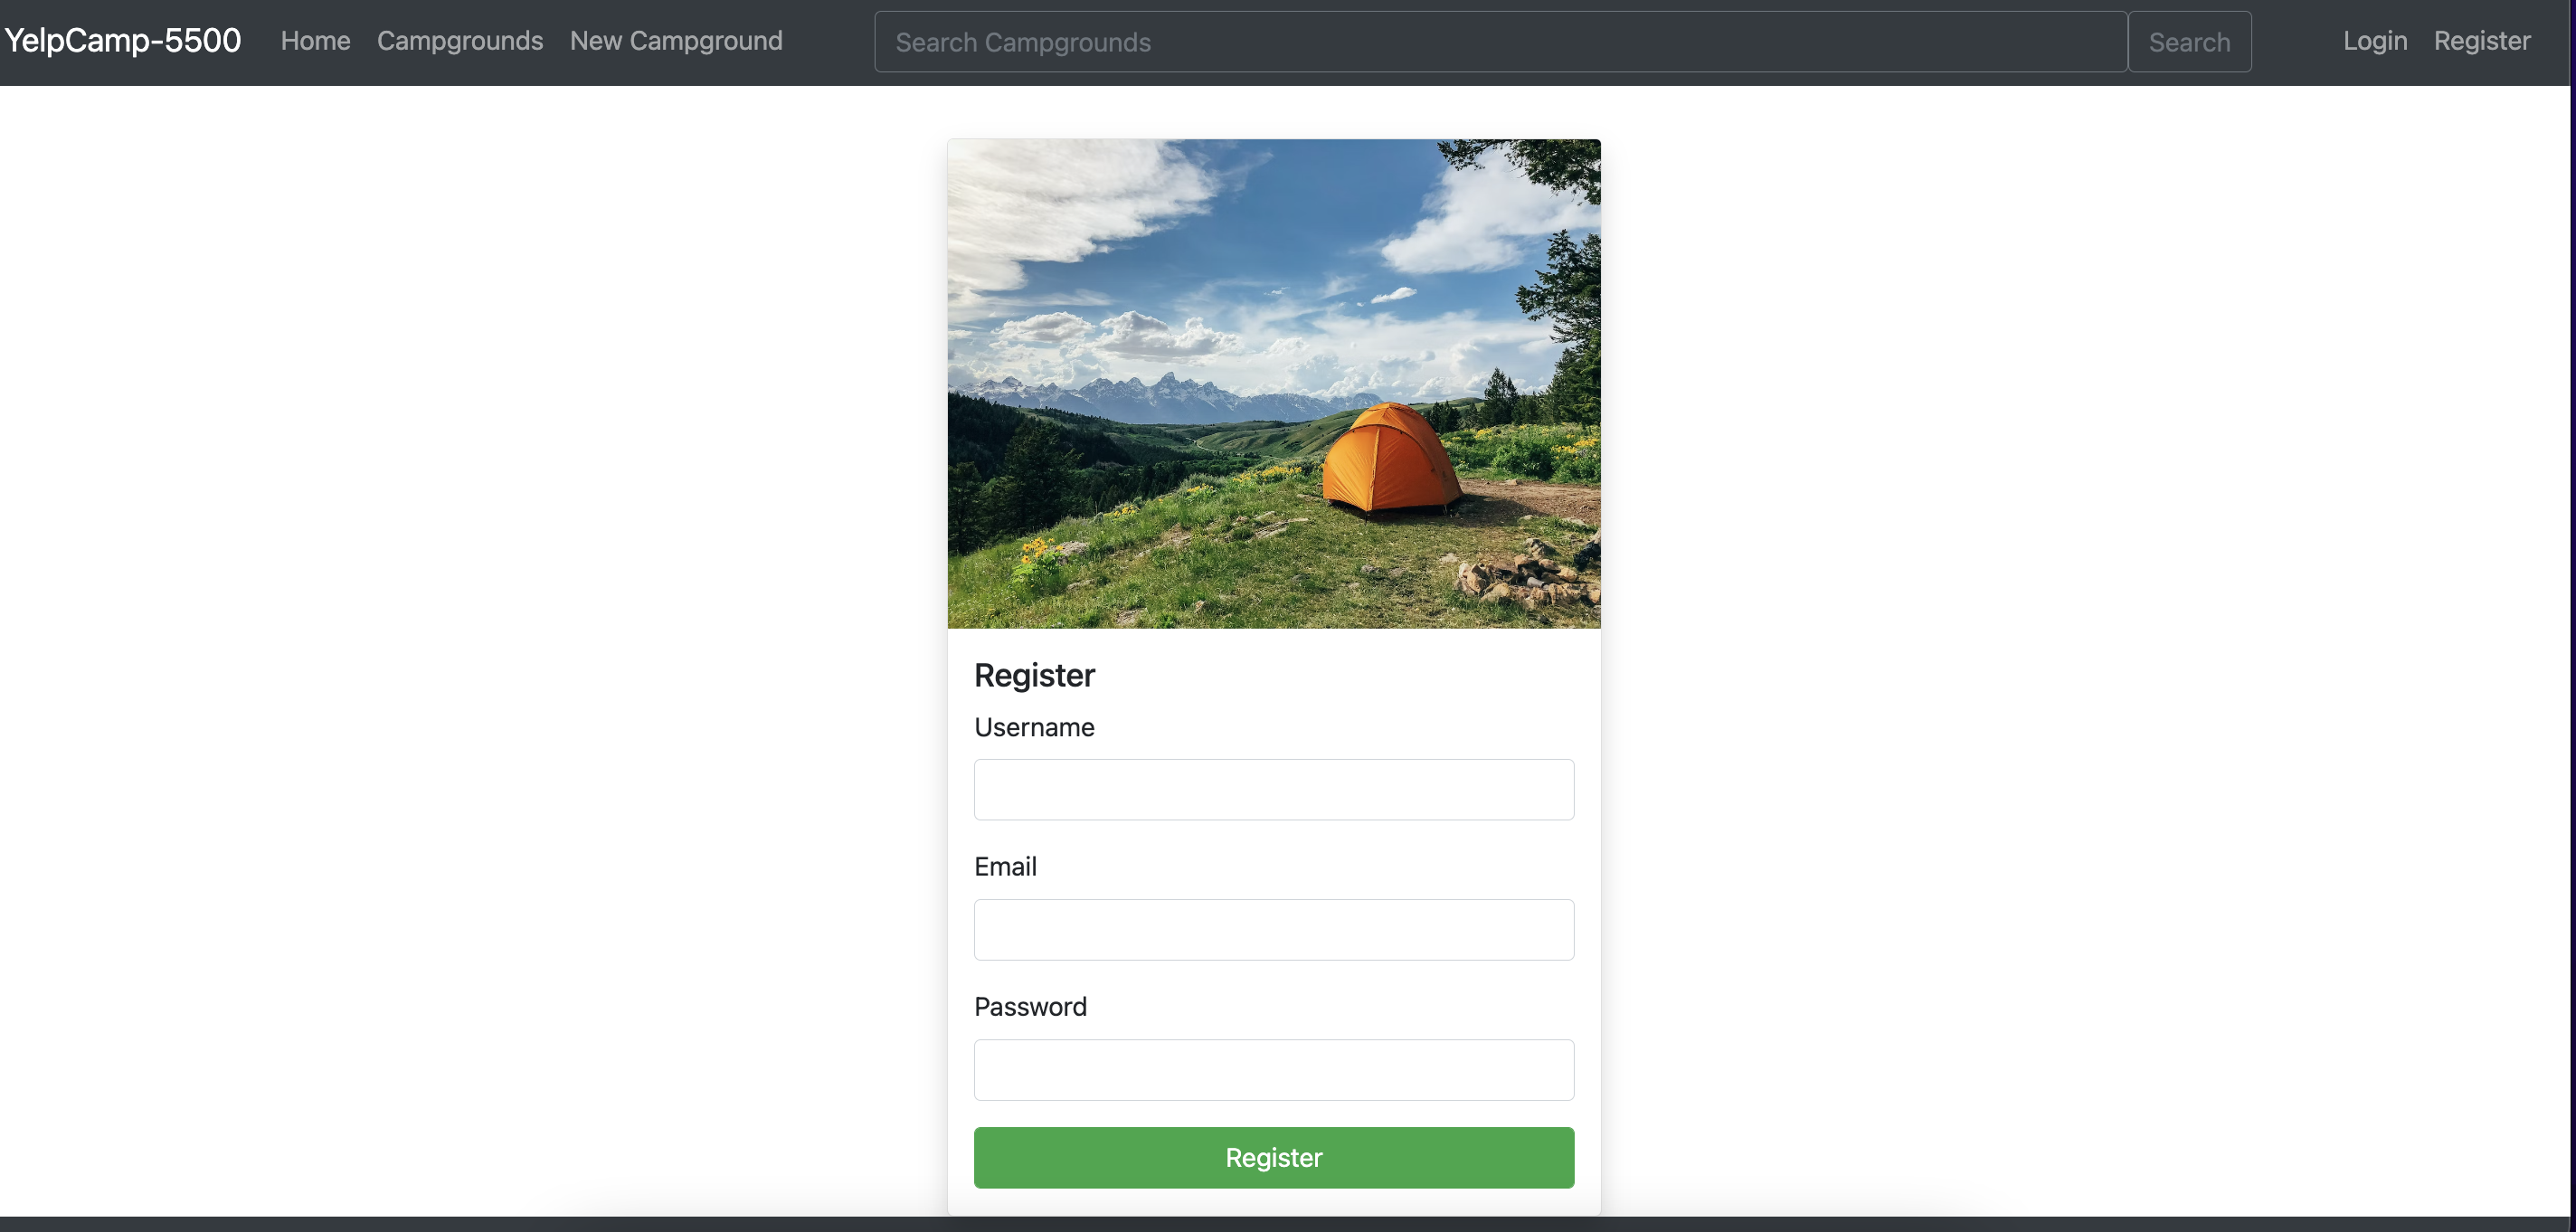 YelpCamp-5500 Home Campgrounds New Campground Search Campgrounds Search Login Register
Register
Username
Email
Password
Register